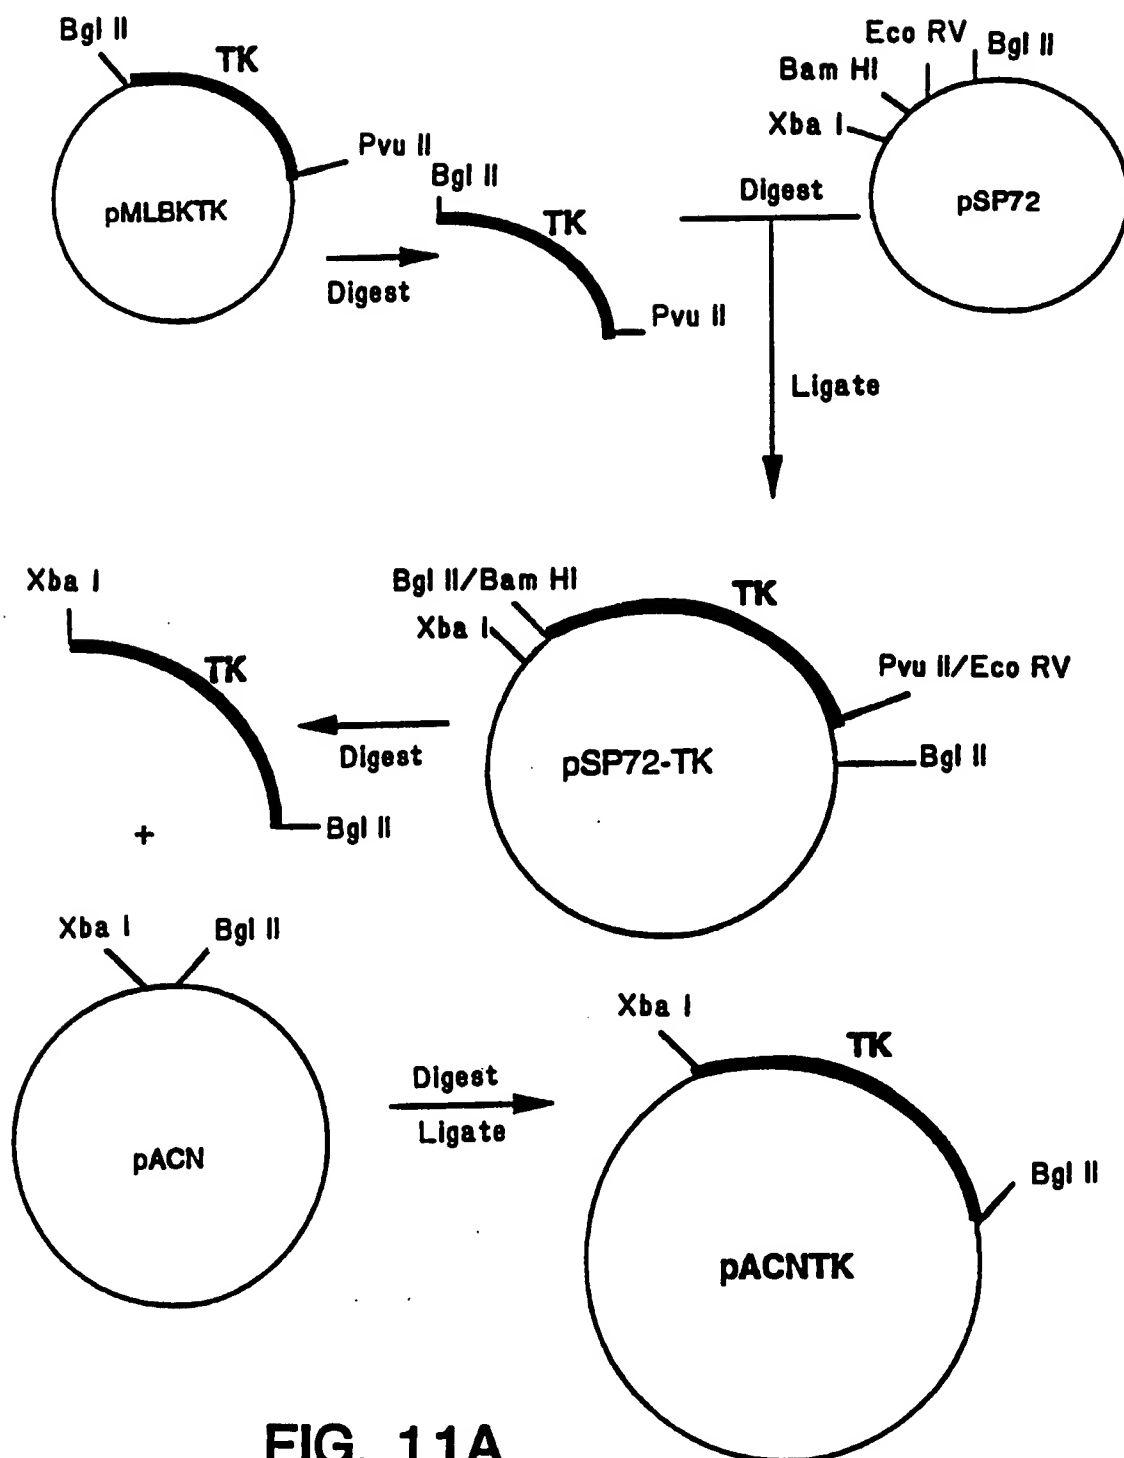 Bgl II
TK
Pvu II
pMLBKTK
Digest
Bgl II
TK
Pvu II
Digest
Eco RV
Bgl II
Bam HI
Xba I
pSP72
Ligate
Xba I
TK
Bgl II
Digest
Bgl II/Bam HI
Xba I
TK
Pvu II/Eco RV
Bgl II
pSP72-TK
+
Xba I
Bgl II
pACN
Digest
Ligate
Xba I
TK
Bgl II
pACNTK
FIG. 11A